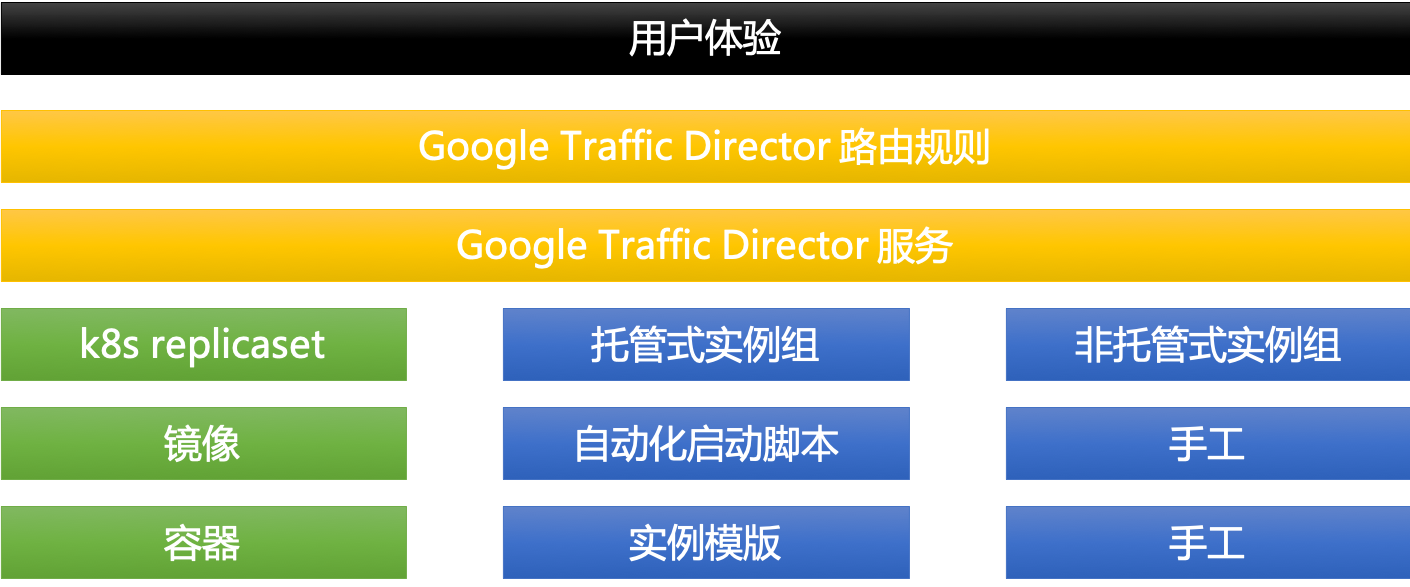 用户体验
Google Traffic Director 路由规则
Google Traffic Director 服务
k8s replicaset
托管式实例组
非托管式实例组
镜像
自动化启动脚本
手工
容器
实例模版
手工